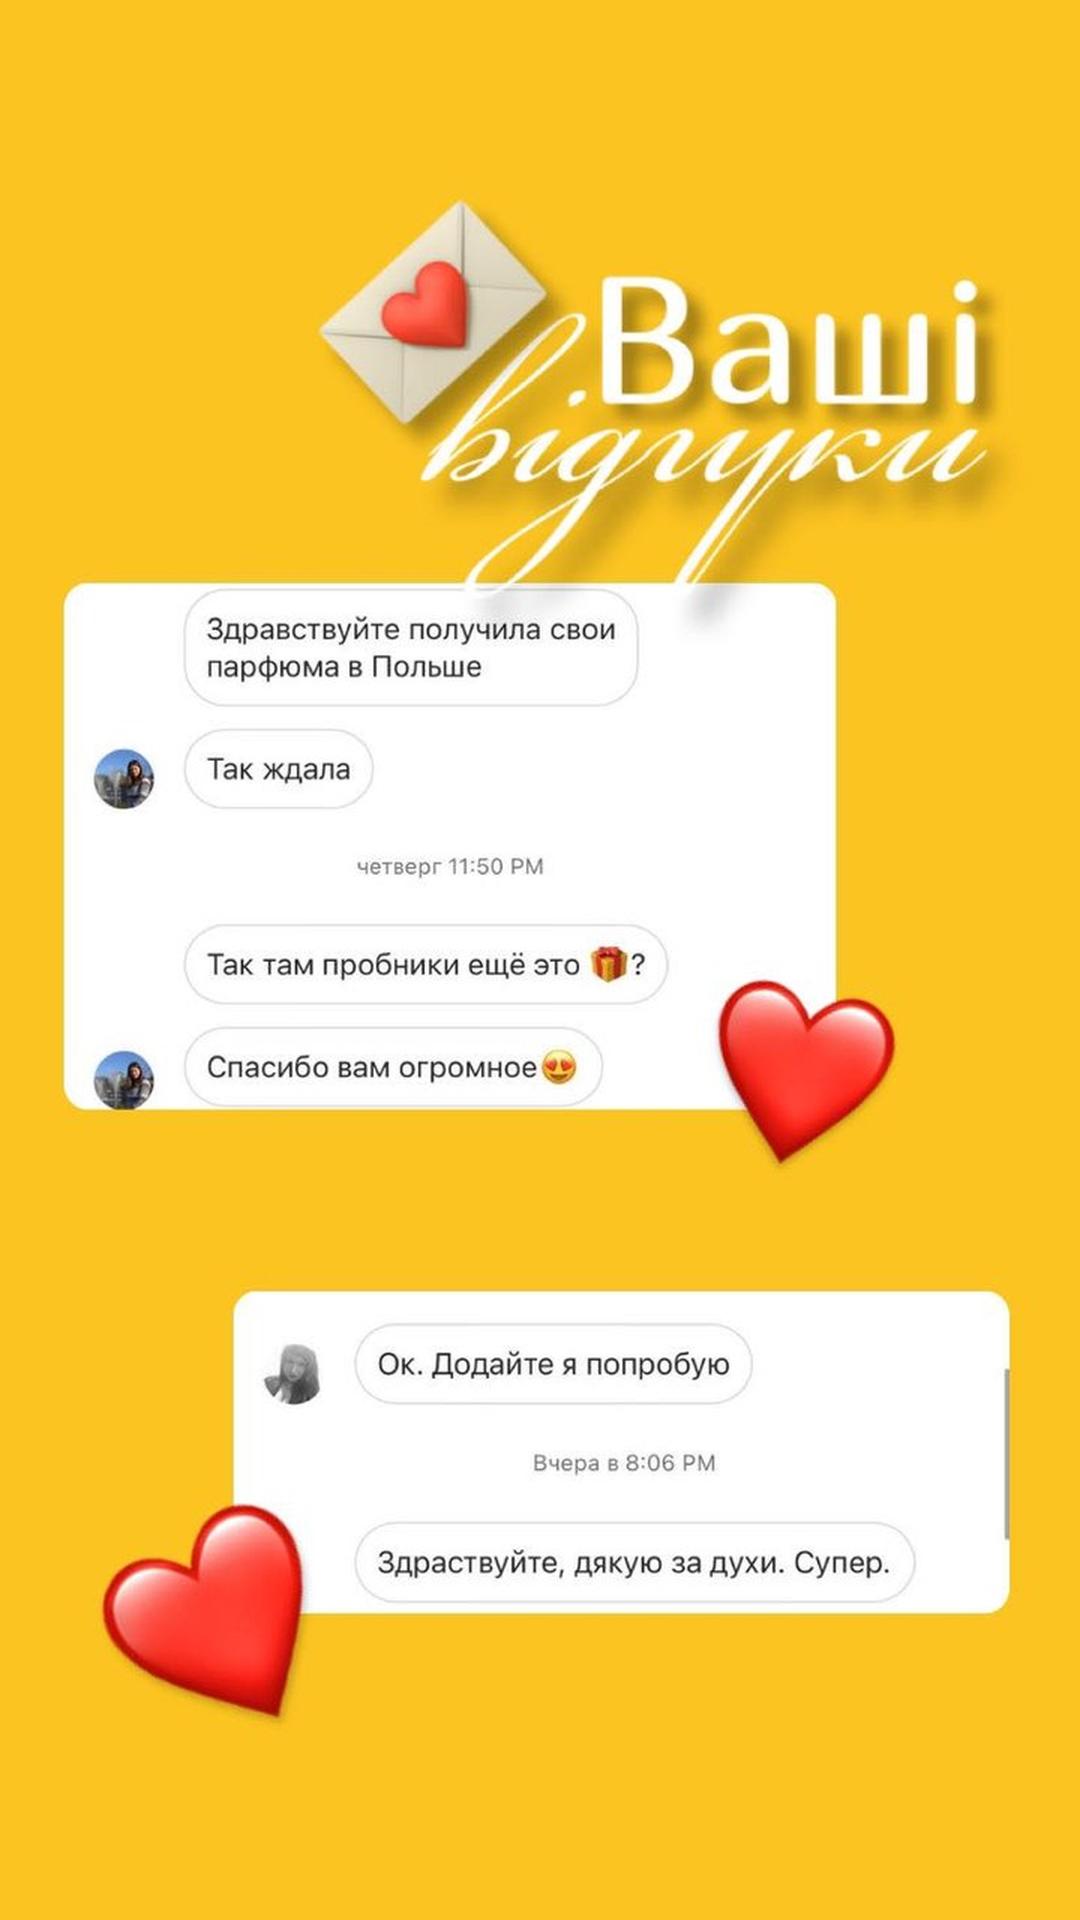 Ваші
відгуки
Здравствуйте получила свои
парфюма в Польше
Так ждала
четверг 11:50 PM
Так там пробники ещё это 🎁?
Спасибо вам огромное😍
Ок. Додайте я попробую
Вчера в 8:06 PM
Здраствуйте, дякую за духи. Супер.